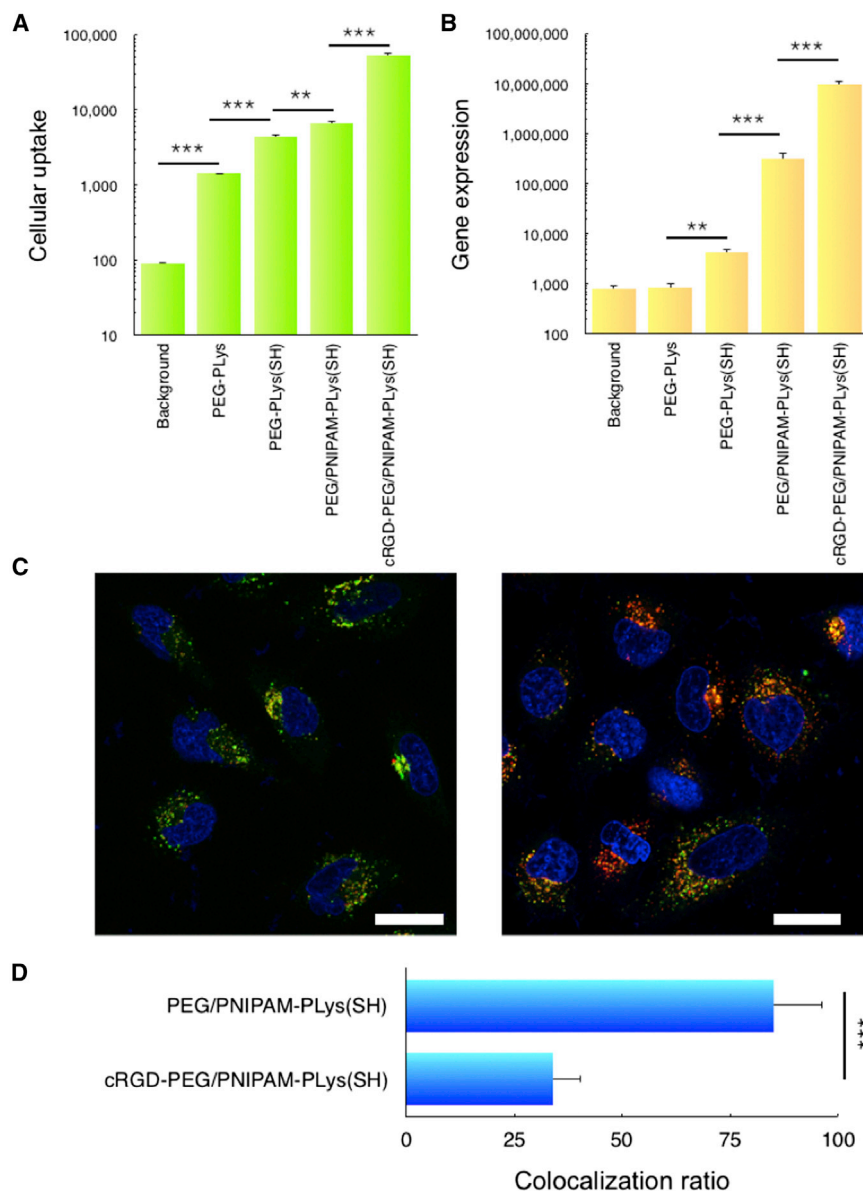 A
100,000
10,000
1,000
100
10
Cellular uptake
***
***
**
***
Background
PEG-PLys
PEG-PLys(SH)
PEG/PNIPAM-PLys(SH)
cRGD-PEG/PNIPAM-PLys(SH)
B
100,000,000
10,000,000
1,000,000
100,000
10,000
1,000
100
Gene expression
**
***
***
Background
PEG-PLys
PEG-PLys(SH)
PEG/PNIPAM-PLys(SH)
cRGD-PEG/PNIPAM-PLys(SH)
C
D
PEG/PNIPAM-PLys(SH)
cRGD-PEG/PNIPAM-PLys(SH)
***
0 25 50 75 100
Colocalization ratio